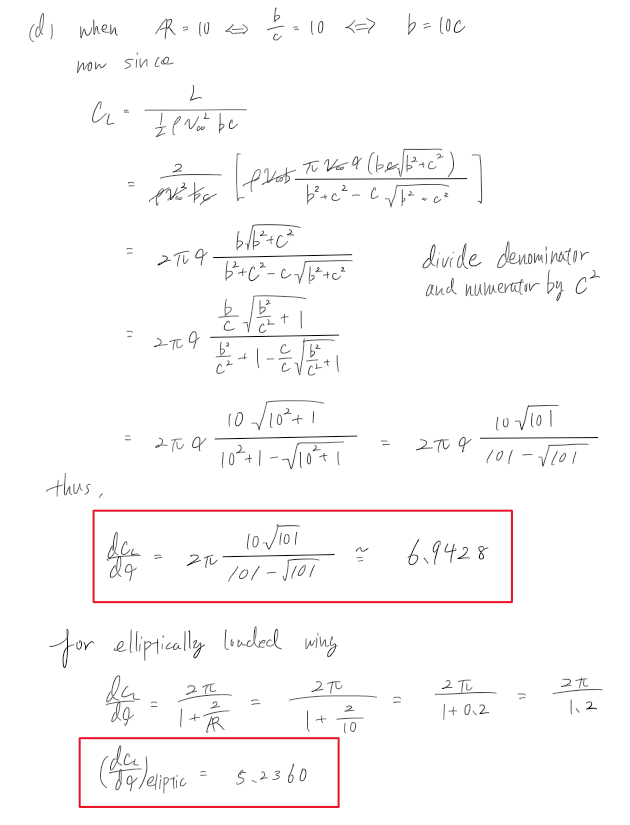 (d) when AR = 10 ⇔ b/c = 10 ⇔ b = 10c
now since
C_L = L / (½ ρ V∞² bc)
= 2 / (ρV∞² bc) [ ρV∞b π V∞ α (bc√(b²+c²)) / (b²+c² - c√(b²+c²)) ]
= 2πα b√(b²+c²) / (b²+c² - c√(b²+c²)) divide denominator and numerator by C²
= 2πα (b/c √(b²/c² + 1)) / (b²/c² + 1 - c/c √(b²/c² + 1))
= 2πα 10√(10²+1) / (10²+1 - √(10²+1)) = 2πα 10√101 / (101 - √101)
thus,
dC_L/dα = 2π 10√101 / (101 - √101) ≃ 6.9428
for elliptically loaded wing
dC_L/dα = 2π / (1 + 2/AR) = 2π / (1 + 2/10) = 2π / (1+0.2) = 2π / 1.2
(dC_L/dα)elliptic = 5.2360